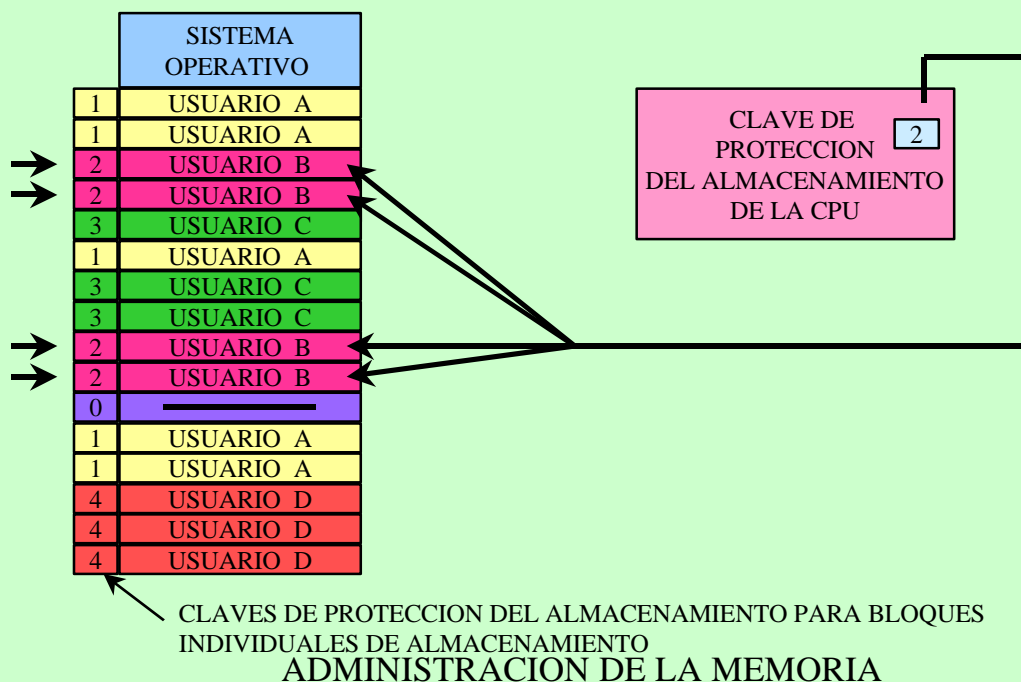 SISTEMA
OPERATIVO
1 USUARIO A
1 USUARIO A
2 USUARIO B
2 USUARIO B
3 USUARIO C
1 USUARIO A
3 USUARIO C
3 USUARIO C
2 USUARIO B
2 USUARIO B
0
1 USUARIO A
1 USUARIO A
4 USUARIO D
4 USUARIO D
4 USUARIO D
CLAVE DE
PROTECCION
DEL ALMACENAMIENTO
DE LA CPU
2
CLAVES DE PROTECCION DEL ALMACENAMIENTO PARA BLOQUES
INDIVIDUALES DE ALMACENAMIENTO
ADMINISTRACION DE LA MEMORIA